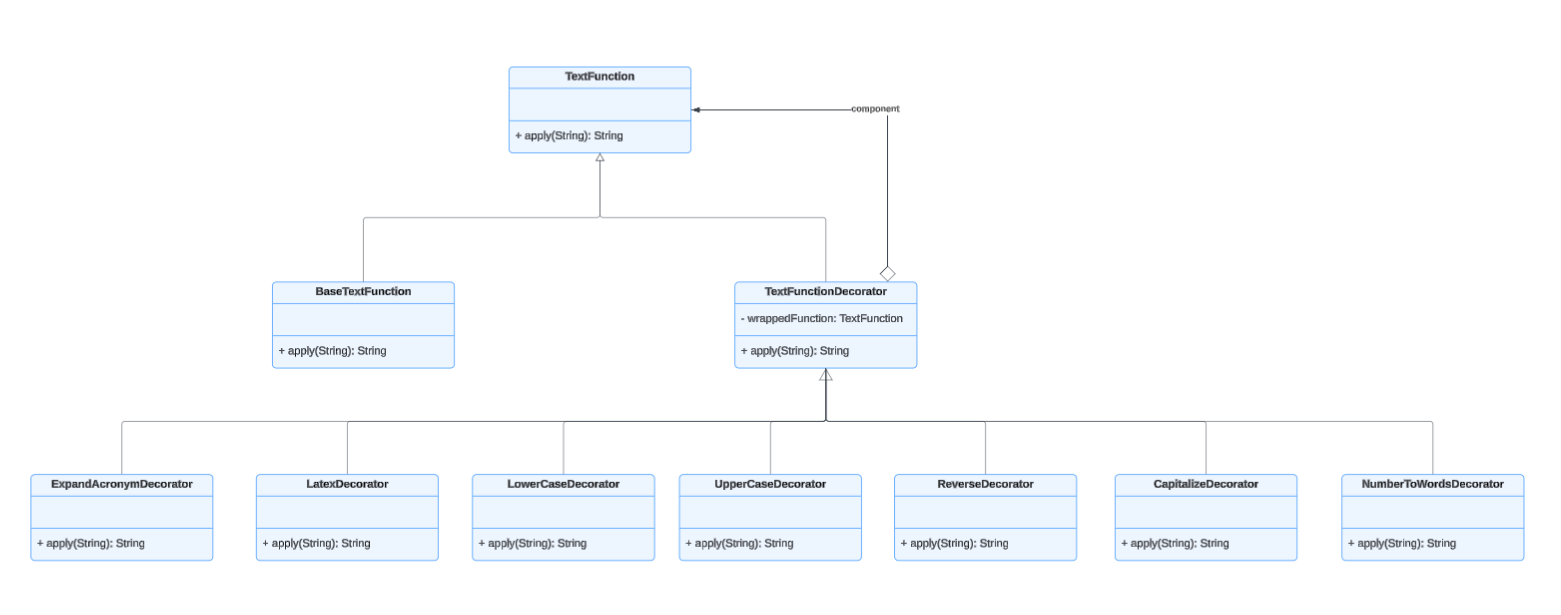 TextFunction
component
+ apply(String): String
BaseTextFunction
TextFunctionDecorator
- wrappedFunction: TextFunction
+ apply(String): String
+ apply(String): String
ExpandAcronymDecorator
LatexDecorator
LowerCaseDecorator
UpperCaseDecorator
ReverseDecorator
CapitalizeDecorator
NumberToWordsDecorator
+ apply(String): String
+ apply(String): String
+ apply(String): String
+ apply(String): String
+ apply(String): String
+ apply(String): String
+ apply(String): String